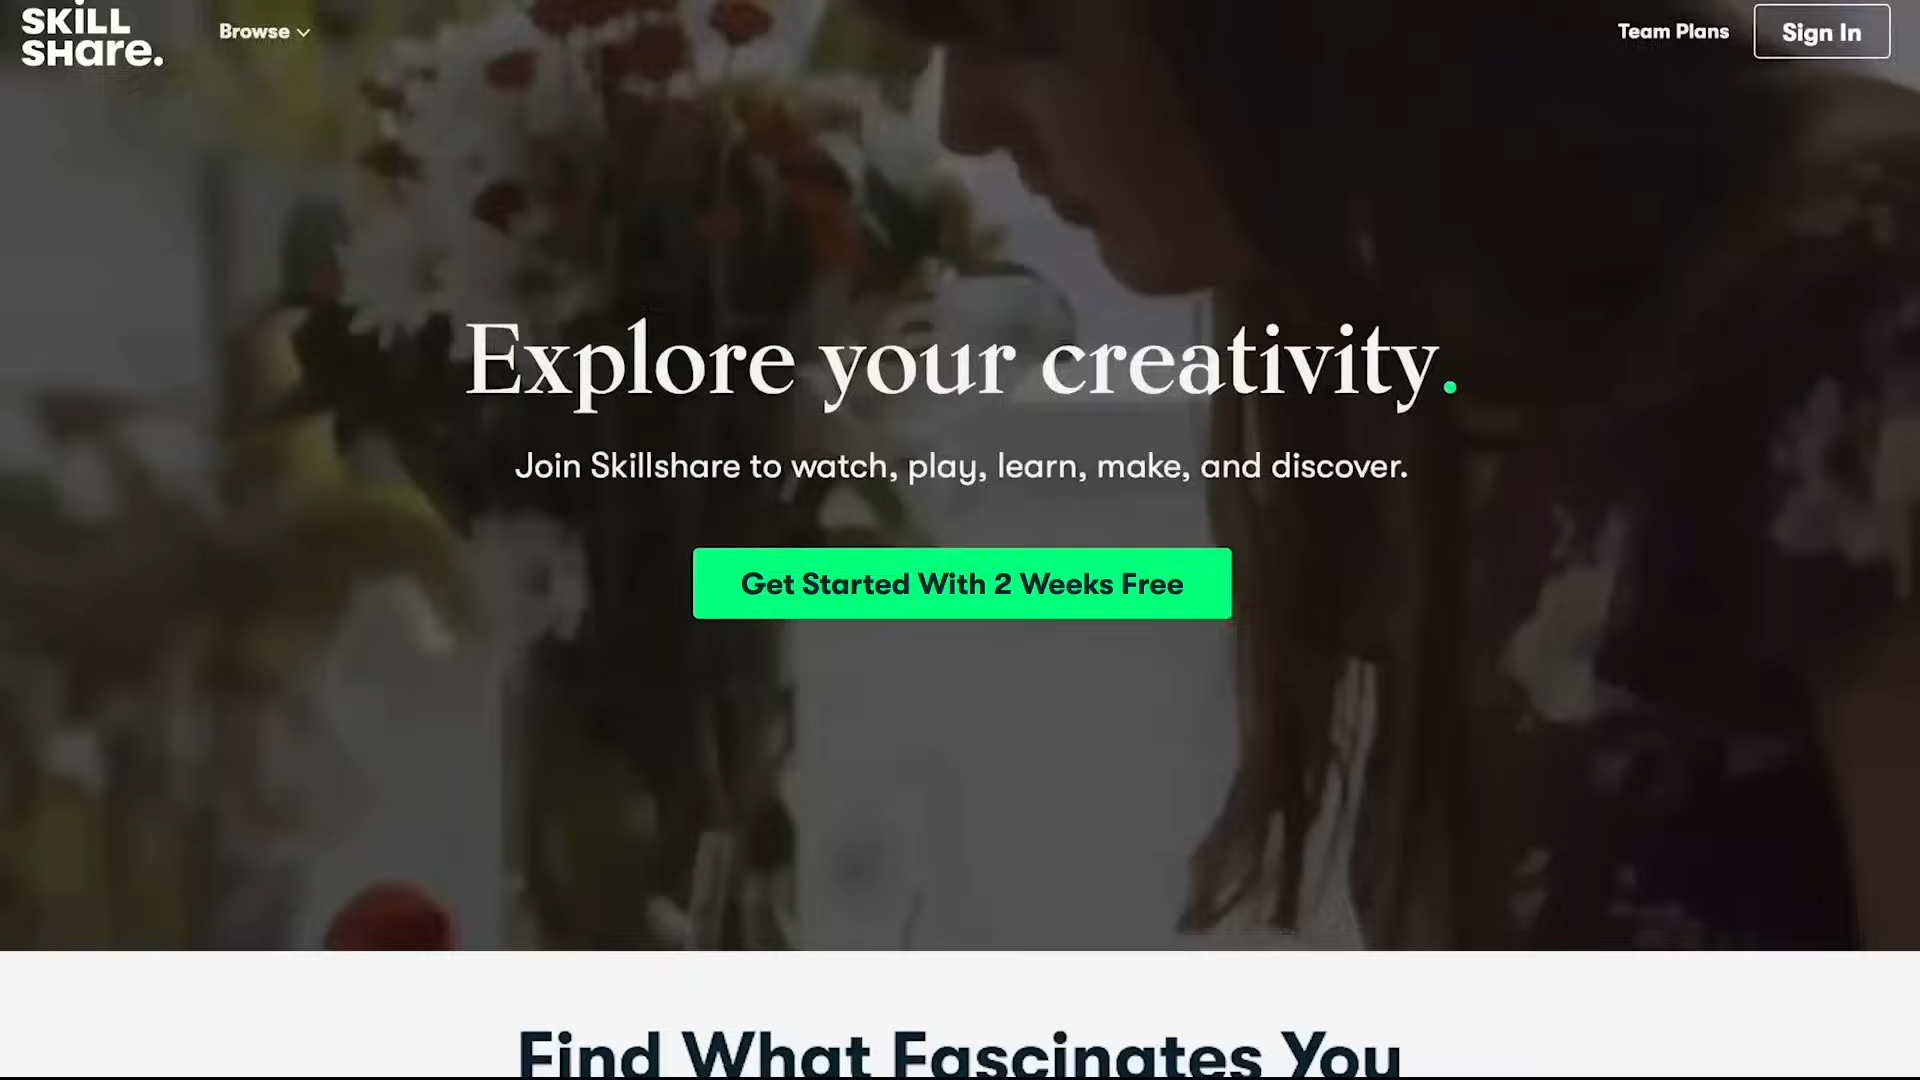 SKiLL
SHare.
Browse
Team Plans
Sign In
Explore your creativity.
Join Skillshare to watch, play, learn, make, and discover.
Get Started With 2 Weeks Free
Find What Fascinates You